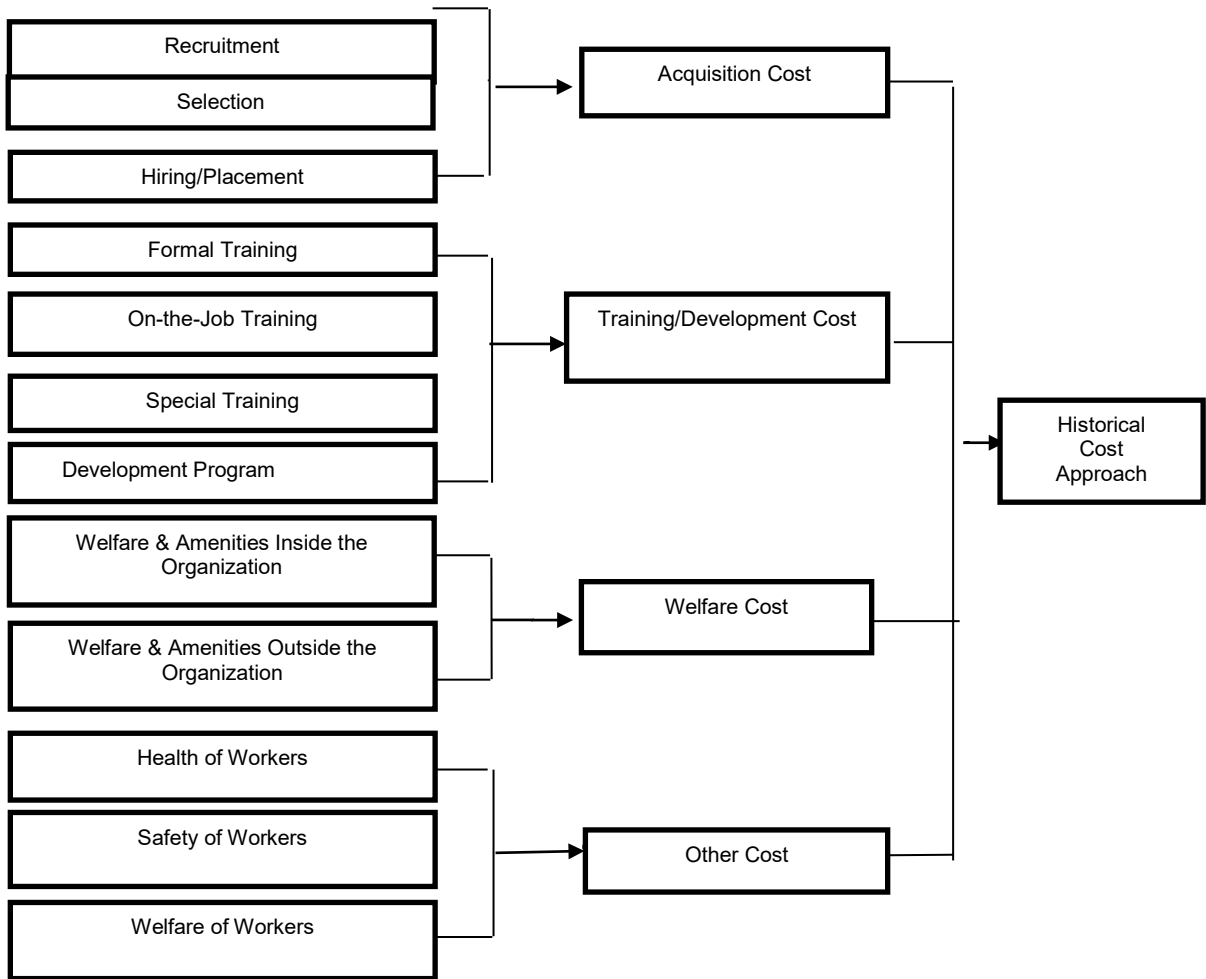 Recruitment
Acquisition Cost
Selection
Hiring/Placement
Formal Training
On-the-Job Training
Training/Development Cost
Special Training
Development Program
Historical
Cost
Approach
Welfare & Amenities Inside the
Organization
Welfare Cost
Welfare & Amenities Outside the
Organization
Health of Workers
Safety of Workers
Other Cost
Welfare of Workers